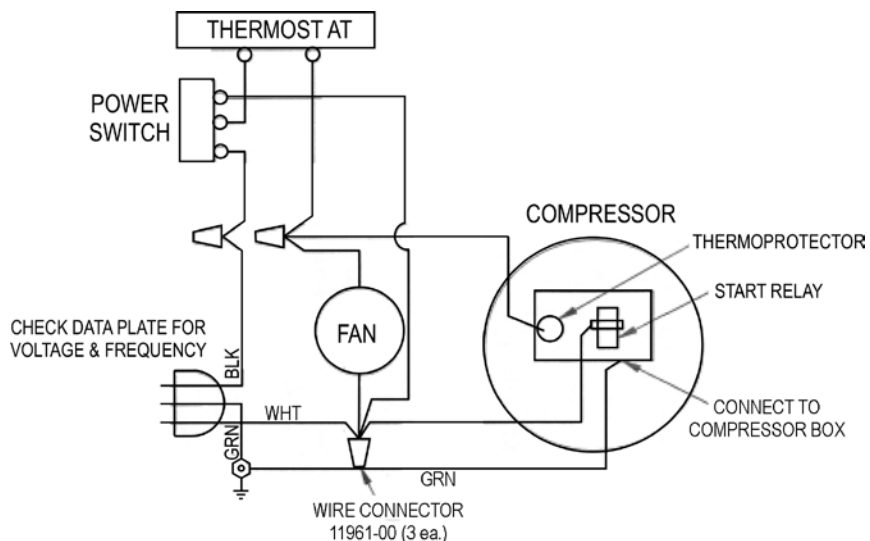 THERMOST AT
POWER
SWITCH
COMPRESSOR
THERMOPROTECTOR
START RELAY
CHECK DATA PLATE FOR
VOLTAGE & FREQUENCY
FAN
BLK
WHT
GRN
CONNECT TO
COMPRESSOR BOX
GRN
WIRE CONNECTOR
11961-00 (3 ea.)